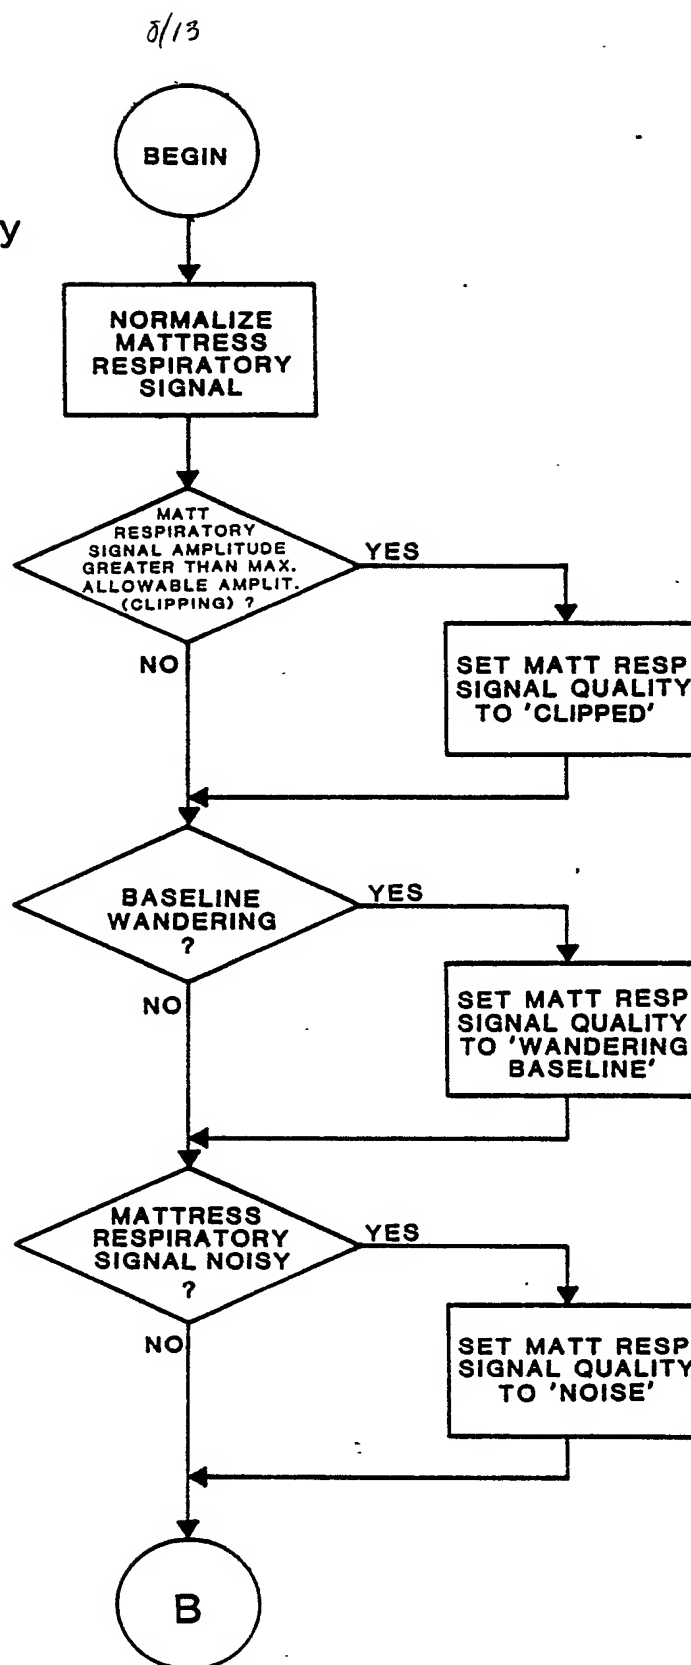 8/13
BEGIN
y
NORMALIZE
MATTRESS
RESPIRATORY
SIGNAL
MATT
RESPIRATORY
SIGNAL AMPLITUDE
GREATER THAN MAX.
ALLOWABLE AMPLIT.
(CLIPPING) ?
YES
NO
SET MATT RESP
SIGNAL QUALITY
TO 'CLIPPED'
BASELINE
WANDERING
?
YES
NO
SET MATT RESP
SIGNAL QUALITY
TO 'WANDERING
BASELINE'
MATTRESS
RESPIRATORY
SIGNAL NOISY
?
YES
NO
SET MATT RESP
SIGNAL QUALITY
TO 'NOISE'
B